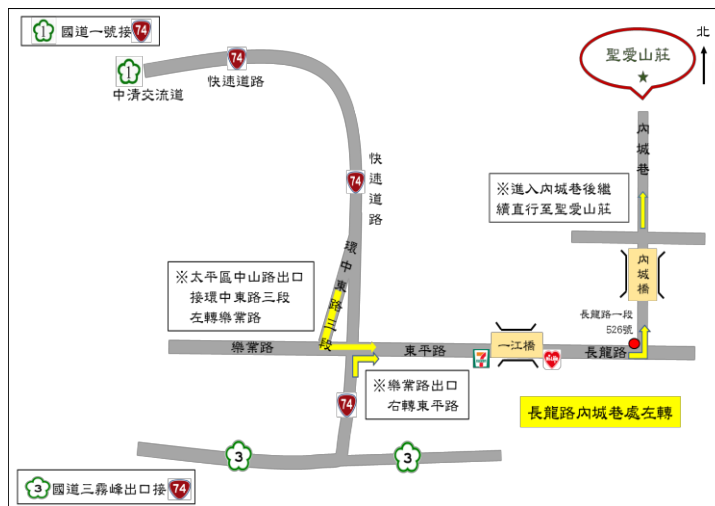 1 國道一號接 74
北
聖愛山莊
74
1
快速道路
中清交流道
內城巷
快速道路
74
※進入內城巷後繼
續直行至聖愛山莊
環中東路三段
※太平區中山路出口
接環中東路三段
左轉樂業路
內城橋
長龍路一段
526號
樂業路
東平路
7
一江橋
長龍路
※樂業路出口
右轉東平路
74
長龍路內城巷處左轉
3
3
3 國道三霧峰出口接 74